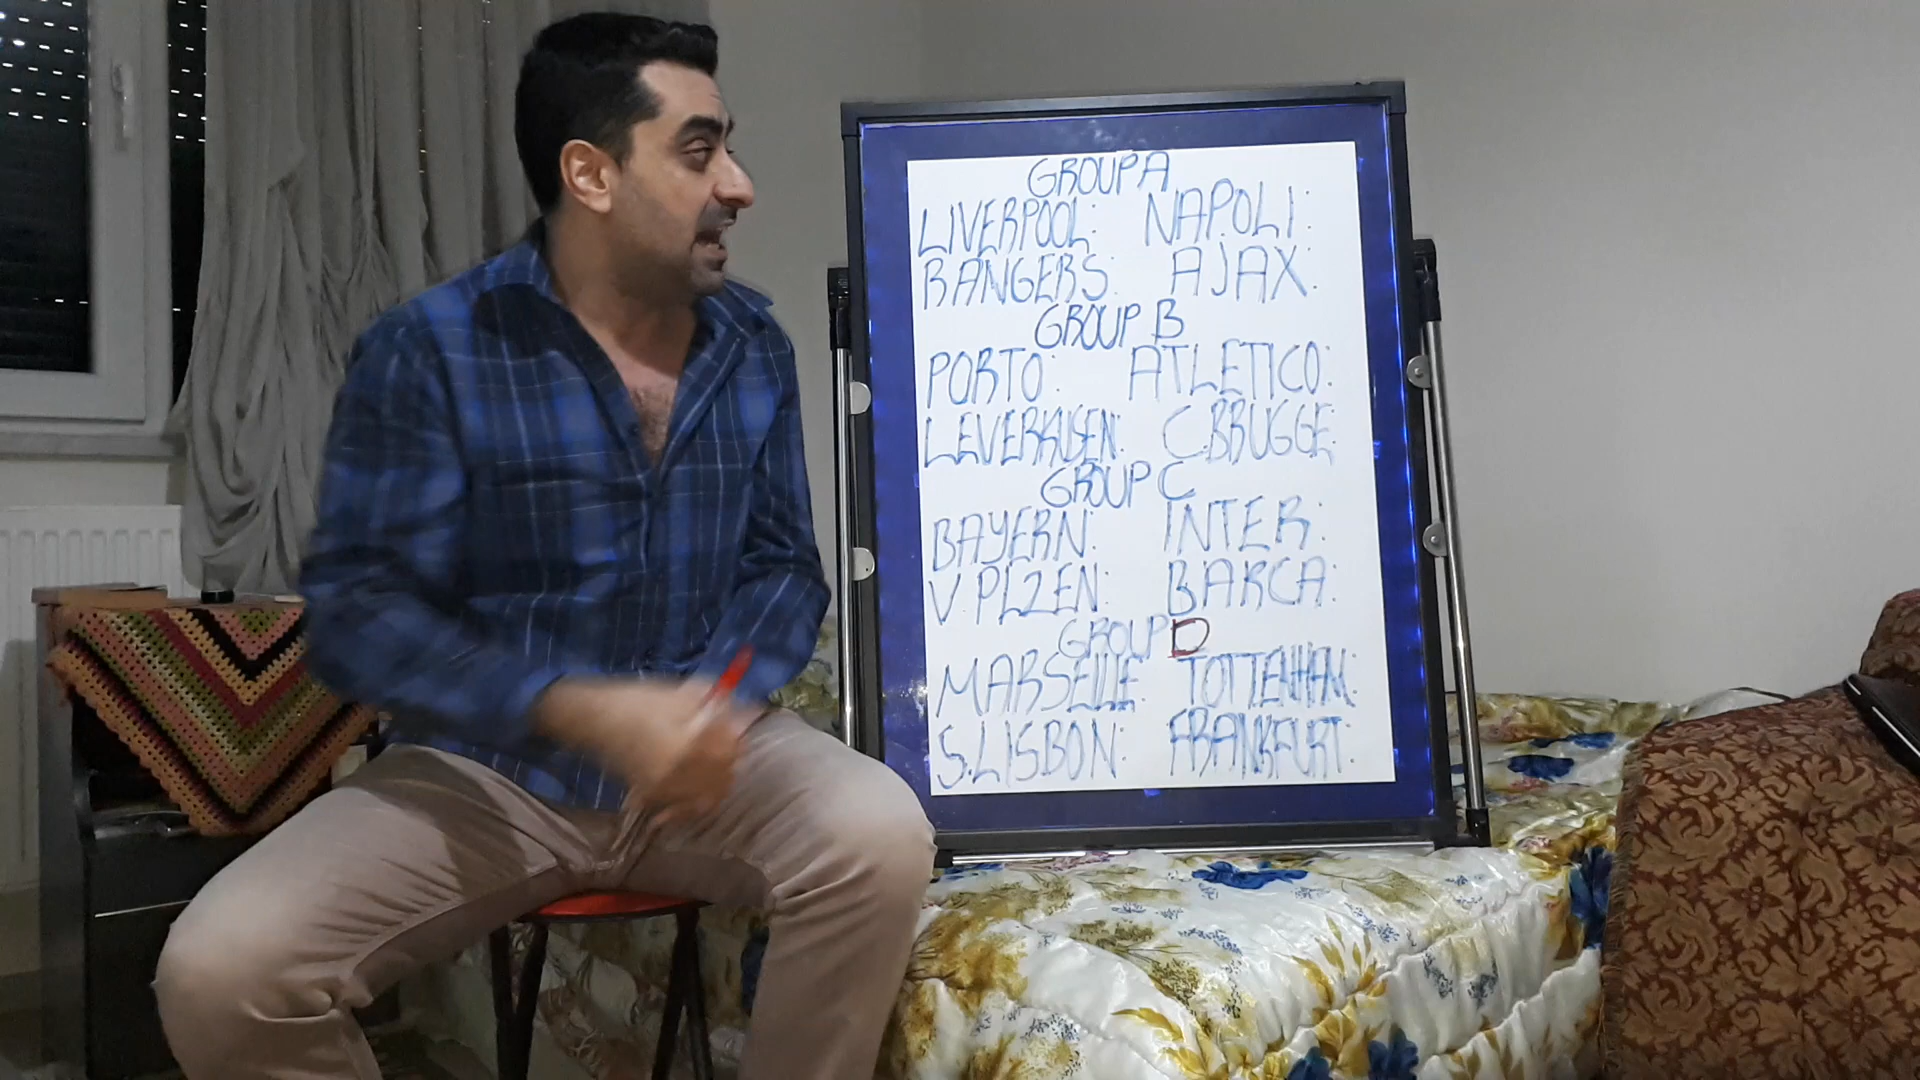 GROUP A
LIVERPOOL: NAPOLI:
RANGERS: AJAX:
GROUP B
PORTO: ATLETICO:
LEVERKUSEN: C.BRUGGE:
GROUP C
BAYERN: INTER:
V PLZEN: BARCA:
GROUP D
MARSEILLE: TOTTENHAM:
S.LISBON: FRANKFURT: